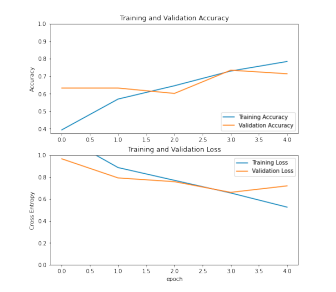 Training and Validation Accuracy
1.0
0.9
0.8
0.7
0.6
0.5
0.4
Accuracy
Training Accuracy
Validation Accuracy
0.0 0.5 1.0 1.5 2.0 2.5 3.0 3.5 4.0
Training and Validation Loss
1.0
0.8
0.6
0.4
0.2
0.0
Cross Entropy
Training Loss
Validation Loss
0.0 0.5 1.0 1.5 2.0 2.5 3.0 3.5 4.0
epoch